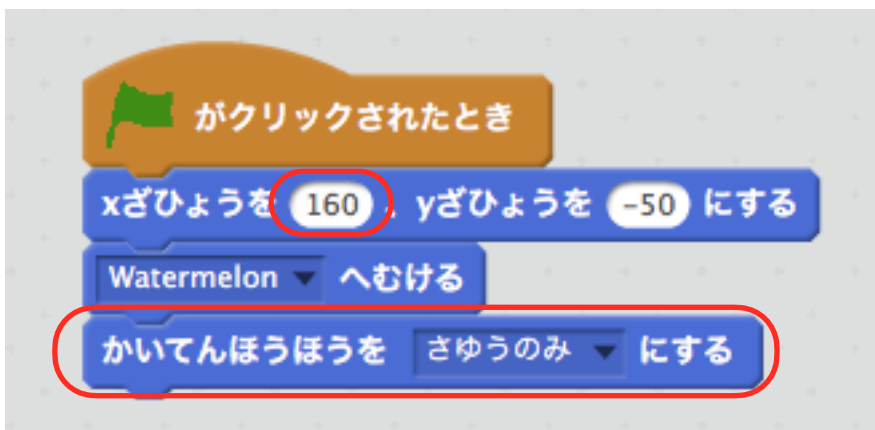 がクリックされたとき
xざひょうを 160 、yざひょうを -50 にする
Watermelon へむける
かいてんほうほうを さゆうのみ にする